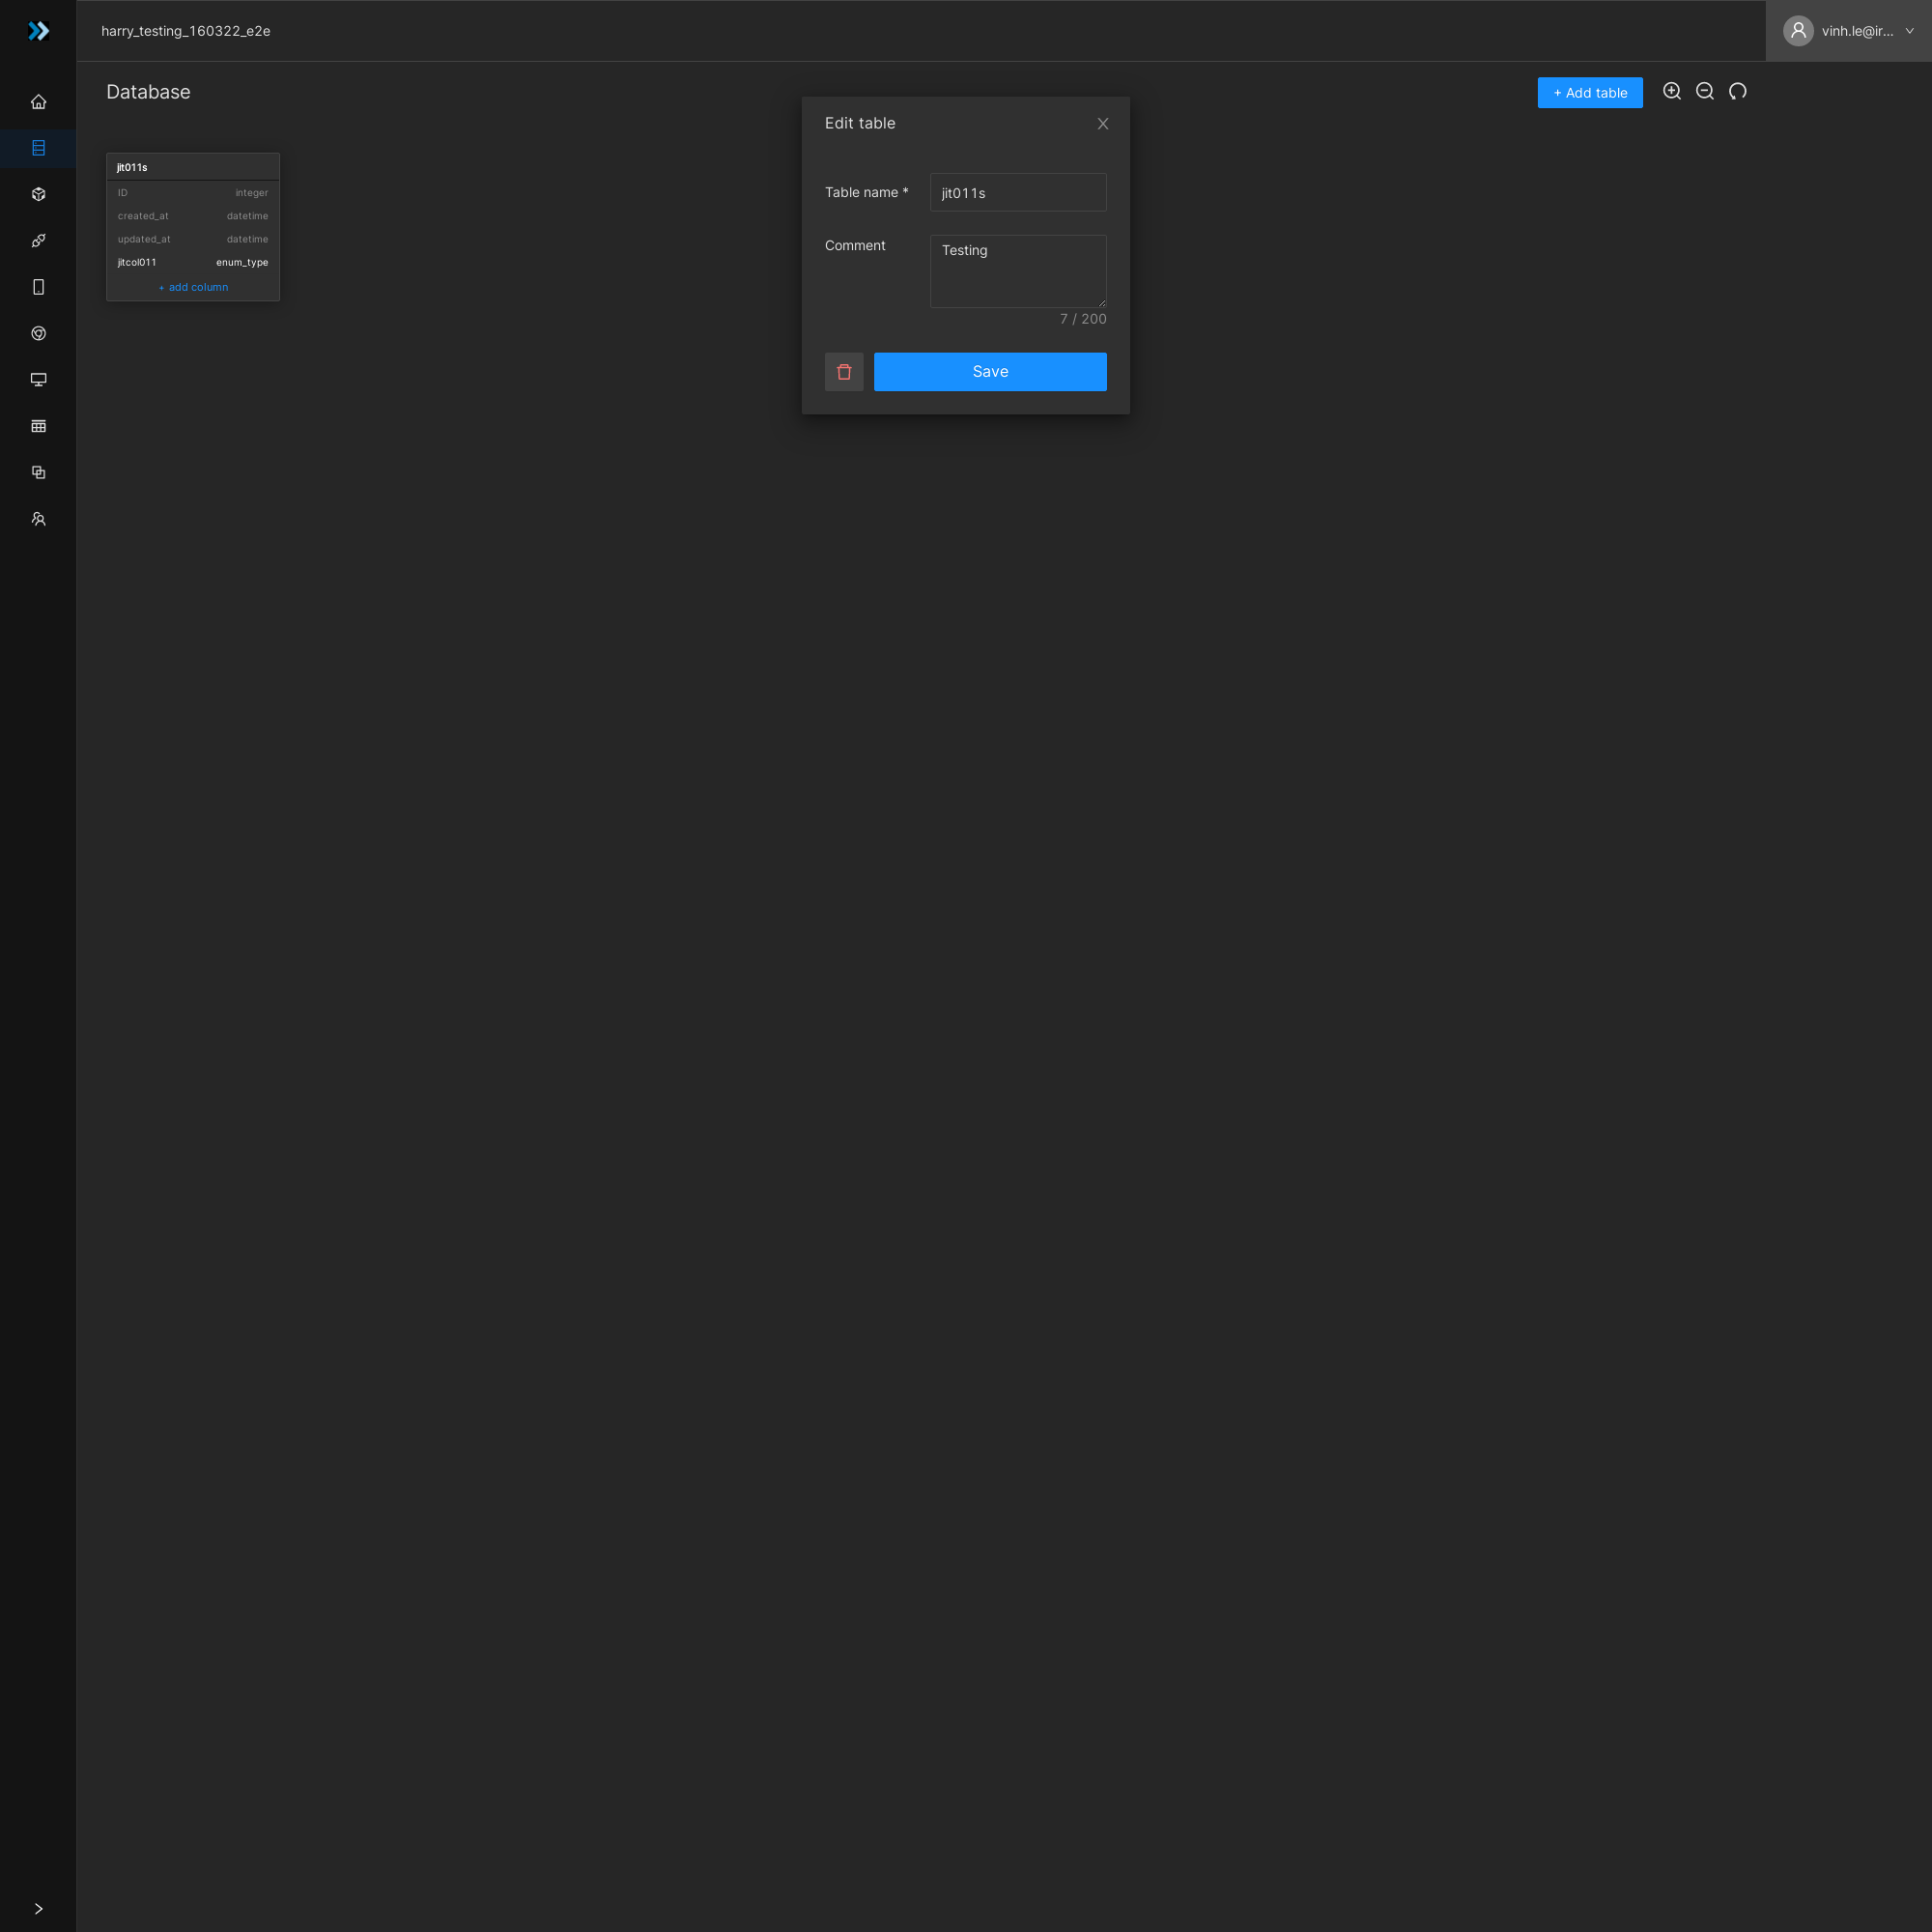 harry_testing_160322_e2e
vinh.le@ir...
Database
+ Add table
jit011s
ID integer
created_at datetime
updated_at datetime
jitcol011 enum_type
+ add column
Edit table
Table name * jit011s
Comment Testing
7 / 200
Save